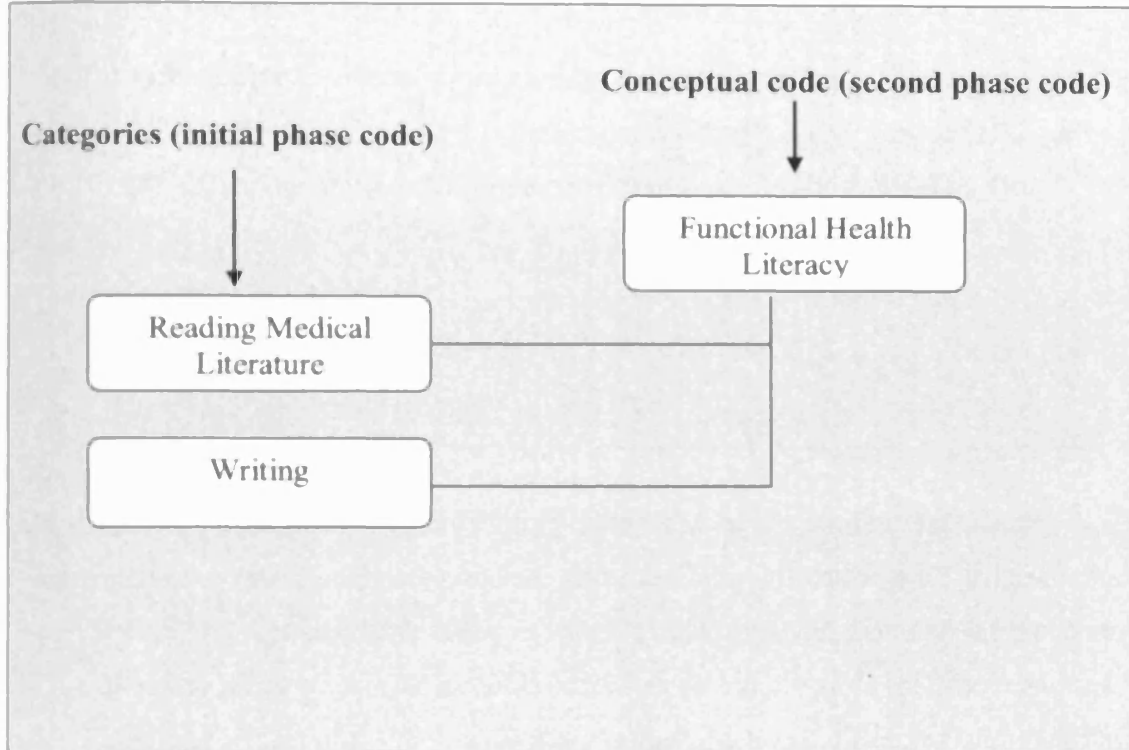 Conceptual code (second phase code)
Categories (initial phase code)
Functional Health
Literacy
Reading Medical
Literature
Writing